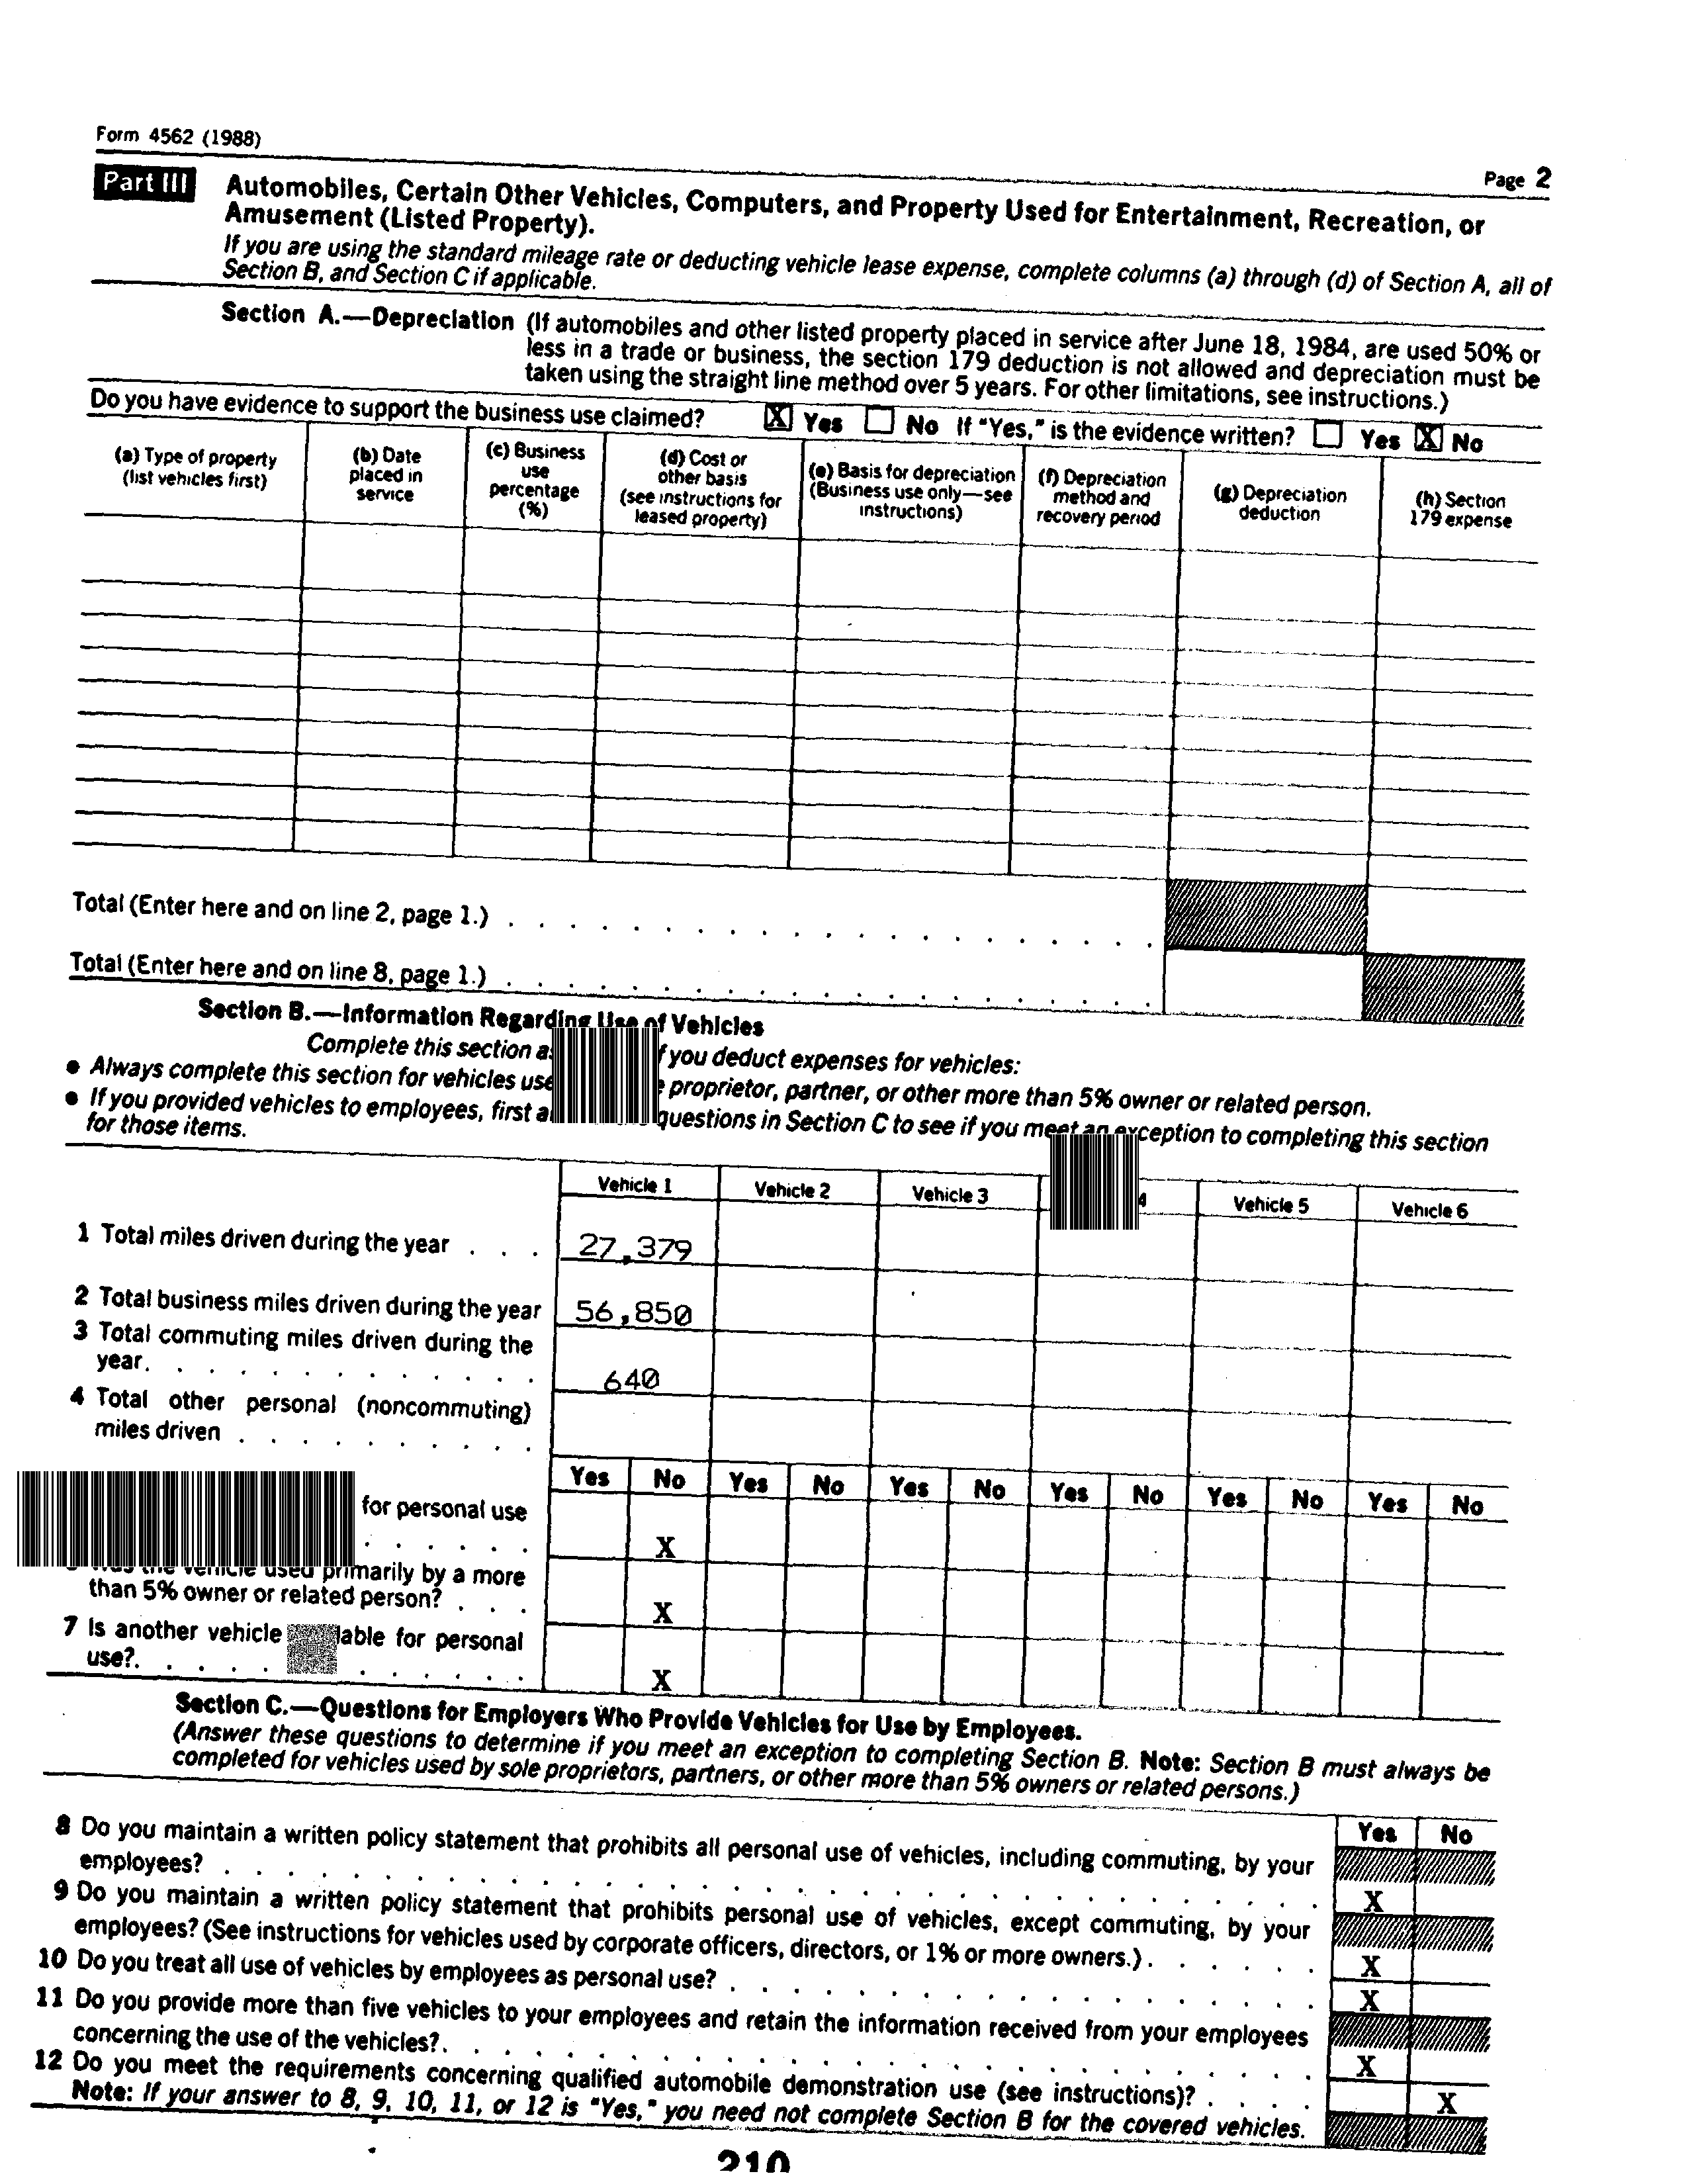 Form 4562 (1988)
Page 2
Part III Automobiles, Certain Other Vehicles, Computers, and Property Used for Entertainment, Recreation, or
Amusement (Listed Property).
If you are using the standard mileage rate or deducting vehicle lease expense, complete columns (a) through (d) of Section A, all of
Section B, and Section C if applicable.
Section A.—Depreciation (If automobiles and other listed property placed in service after June 18, 1984, are used 50% or
less in a trade or business, the section 179 deduction is not allowed and depreciation must be
taken using the straight line method over 5 years. For other limitations, see instructions.)
Do you have evidence to support the business use claimed? X Yes No If "Yes," is the evidence written? Yes X No
(a) Type of property
(list vehicles first)
(b) Date
placed in
service
(c) Business
use
percentage
(%)
(d) Cost or
other basis
(see instructions for
leased property)
(e) Basis for depreciation
(Business use only—see
instructions)
(f) Depreciation
method and
recovery period
(g) Depreciation
deduction
(h) Section
179 expense
Total (Enter here and on line 2, page 1.)
Total (Enter here and on line 8, page 1.)
Section B.—Information Regarding Use of Vehicles
Complete this section you deduct expenses for vehicles:
• Always complete this section for vehicles proprietor, partner, or other more than 5% owner or related person.
• If you provided vehicles to employees, first questions in Section C to see if you meet an exception to completing this section
for those items.
Vehicle 1 Vehicle 2 Vehicle 3 4 Vehicle 5 Vehicle 6
1 Total miles driven during the year . . . 27,379
2 Total business miles driven during the year 56,850
3 Total commuting miles driven during the
year. 640
4 Total other personal (noncommuting)
miles driven
Yes No Yes No Yes No Yes No Yes No Yes No
for personal use
X
Was the vehicle used primarily by a more
than 5% owner or related person? . . . X
7 Is another vehicle for personal
use?. X
Section C.—Questions for Employers Who Provide Vehicles for Use by Employees.
(Answer these questions to determine if you meet an exception to completing Section B. Note: Section B must always be
completed for vehicles used by sole proprietors, partners, or other more than 5% owners or related persons.)
Yes No
8 Do you maintain a written policy statement that prohibits all personal use of vehicles, including commuting, by your
employees? X
9 Do you maintain a written policy statement that prohibits personal use of vehicles, except commuting, by your
employees? (See instructions for vehicles used by corporate officers, directors, or 1% or more owners.) X
10 Do you treat all use of vehicles by employees as personal use? X
11 Do you provide more than five vehicles to your employees and retain the information received from your employees
concerning the use of the vehicles?. X
12 Do you meet the requirements concerning qualified automobile demonstration use (see instructions)? X
Note: If your answer to 8, 9, 10, 11, or 12 is "Yes," you need not complete Section B for the covered vehicles.
210